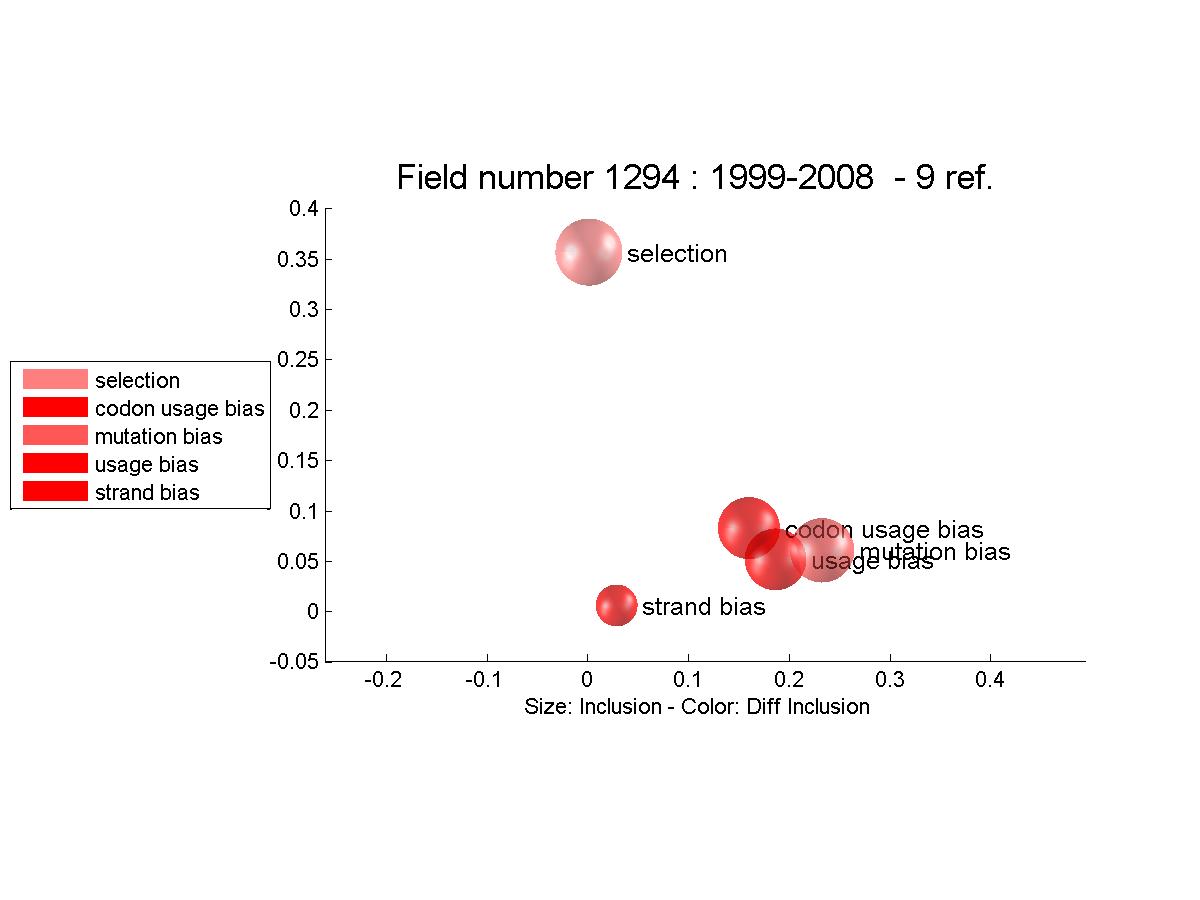 Field number 1294 : 1999-2008  - 9 ref.
0.4
0.35
0.3
0.25
0.2
0.15
0.1
0.05
0
-0.05
selection
codon usage bias
mutation bias
usage bias
strand bias
selection
codon usage bias
mutation bias
usage bias
strand bias
-0.2 -0.1 0 0.1 0.2 0.3 0.4
Size: Inclusion - Color: Diff Inclusion